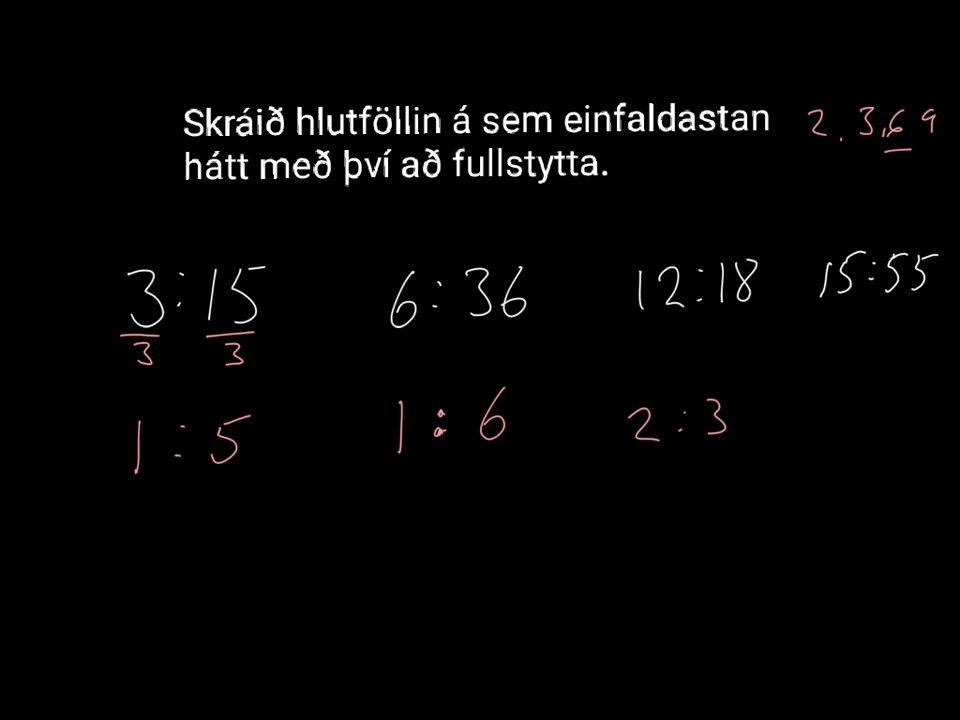 Skráið hlutföllin á sem einfaldastan 2, 3, 6 9
hátt með því að fullstytta.
3:15 6:36 12:18 15:55
3 3
1:5 1:6 2:3